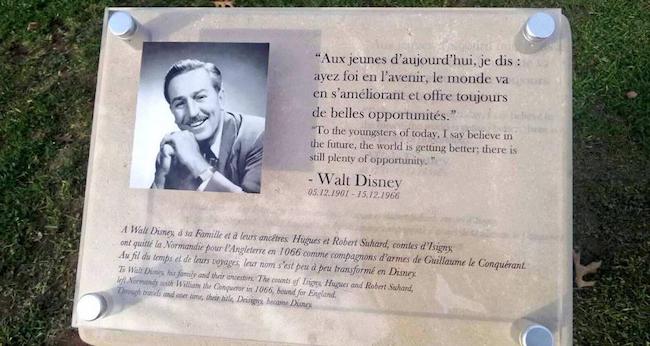 “Aux jeunes d’aujourd’hui, je dis :
ayez foi en l’avenir, le monde va
en s’améliorant et offre toujours
de belles opportunités.”
“To the youngsters of today, I say believe in
the future, the world is getting better; there is
still plenty of opportunity. ”
- Walt Disney
05.12.1901 - 15.12.1966
A Walt Disney, à sa Famille et à leurs ancêtres. Hugues et Robert Suhard, comtes d’Isigny,
ont quitté la Normandie pour l’Angleterre en 1066 comme compagnons d’armes de Guillaume le Conquérant.
Au fil du temps et de leurs voyages, leur nom s’est peu à peu transformé en Disney.
To Walt Disney, his family and their ancestors. The counts of Isigny, Hugues and Robert Suhard,
left Normandy with William the Conqueror in 1066, bound for England.
Through travels and over time, their title, Deisigny, became Disney.